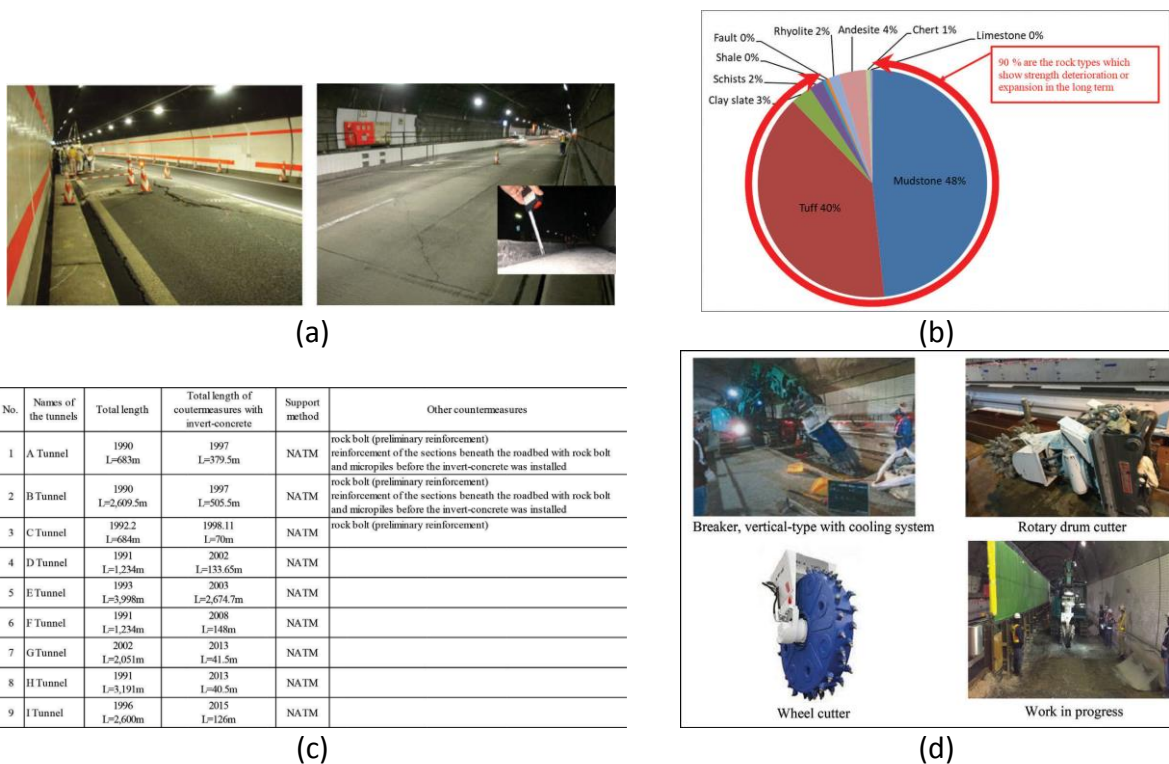 Fault 0%
Rhyolite 2%
Andesite 4%
Chert 1%
Limestone 0%
Shale 0%
Schists 2%
Clay slate 3%
90 % are the rock types which
show strength deterioration or
expansion in the long term
Mudstone 48%
Tuff 40%
(a)
(b)
No.
Names of
the tunnels
Total length
Total length of
coutermeasures with
invert-concrete
Support
method
Other countermeasures
1
A Tunnel
1990
L=683m
1997
L=379.5m
NATM
rock bolt (preliminary reinforcement)
reinforcement of the sections beneath the roadbed with rock bolt
and micropiles before the invert-concrete was installed
2
B Tunnel
1990
L=2,609.5m
1997
L=505.5m
NATM
rock bolt (preliminary reinforcement)
reinforcement of the sections beneath the roadbed with rock bolt
and micropiles before the invert-concrete was installed
3
C Tunnel
1992.2
L=684m
1998.11
L=70m
NATM
rock bolt (preliminary reinforcement)
4
D Tunnel
1991
L=1,234m
2002
L=133.65m
NATM
5
E Tunnel
1993
L=3,998m
2003
L=2,674.7m
NATM
6
F Tunnel
1991
L=1,234m
2008
L=148m
NATM
7
G Tunnel
2002
L=2,051m
2013
L=41.5m
NATM
8
H Tunnel
1991
L=3,191m
2013
L=40.5m
NATM
9
I Tunnel
1996
L=2,600m
2015
L=126m
NATM
Breaker, vertical-type with cooling system
Rotary drum cutter
Wheel cutter
Work in progress
(c)
(d)